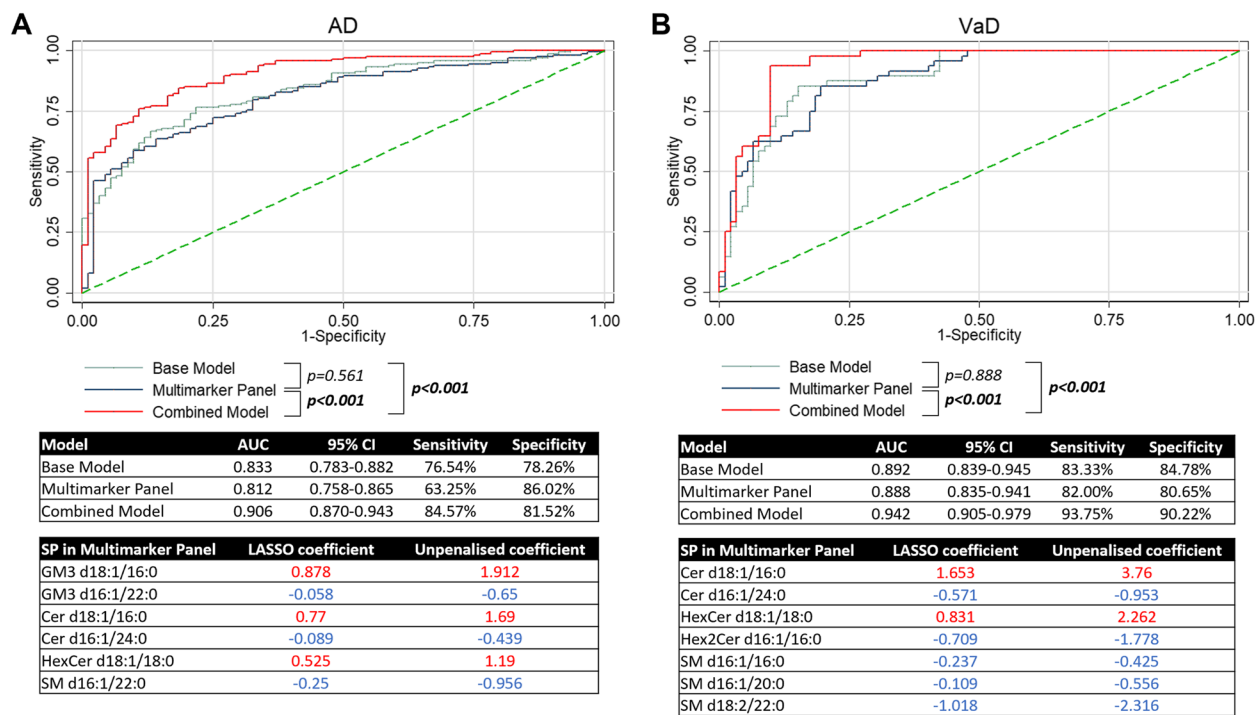 A
AD
1.00
0.75
0.50
0.25
0.00
Sensitivity
0.00 0.25 0.50 0.75 1.00
1-Specificity
Base Model
p=0.561
Multimarker Panel
p<0.001
p<0.001
Combined Model
Model AUC 95% CI Sensitivity Specificity
Base Model 0.833 0.783-0.882 76.54% 78.26%
Multimarker Panel 0.812 0.758-0.865 63.25% 86.02%
Combined Model 0.906 0.870-0.943 84.57% 81.52%
SP in Multimarker Panel LASSO coefficient Unpenalised coefficient
GM3 d18:1/16:0 0.878 1.912
GM3 d16:1/22:0 -0.058 -0.65
Cer d18:1/16:0 0.77 1.69
Cer d16:1/24:0 -0.089 -0.439
HexCer d18:1/18:0 0.525 1.19
SM d16:1/22:0 -0.25 -0.956
B
VaD
1.00
0.75
0.50
0.25
0.00
Sensitivity
0.00 0.25 0.50 0.75 1.00
1-Specificity
Base Model
p=0.888
Multimarker Panel
p<0.001
p<0.001
Combined Model
Model AUC 95% CI Sensitivity Specificity
Base Model 0.892 0.839-0.945 83.33% 84.78%
Multimarker Panel 0.888 0.835-0.941 82.00% 80.65%
Combined Model 0.942 0.905-0.979 93.75% 90.22%
SP in Multimarker Panel LASSO coefficient Unpenalised coefficient
Cer d18:1/16:0 1.653 3.76
Cer d16:1/24:0 -0.571 -0.953
HexCer d18:1/18:0 0.831 2.262
Hex2Cer d16:1/16:0 -0.709 -1.778
SM d16:1/16:0 -0.237 -0.425
SM d16:1/20:0 -0.109 -0.556
SM d18:2/22:0 -1.018 -2.316